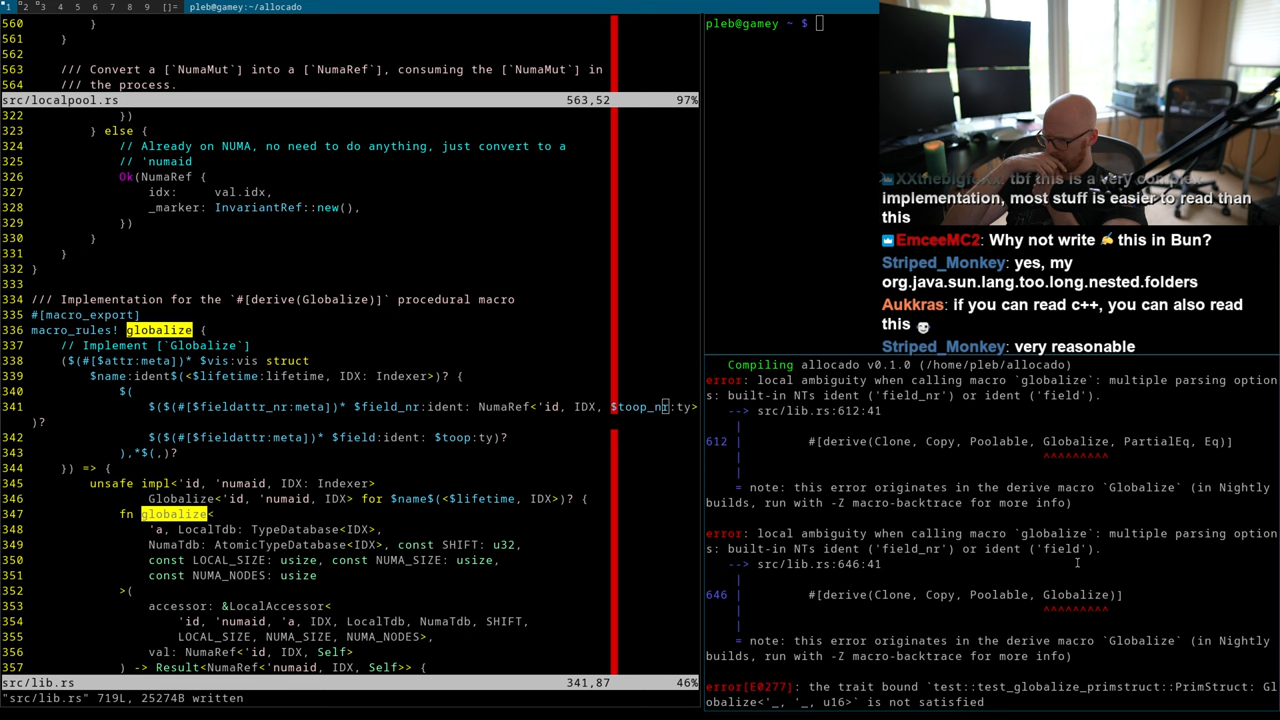 1 2 3 4 5 6 7 8 9 []= pleb@gamey:~/allocado
560         }
561     }
562
563     /// Convert a [`NumaMut`] into a [`NumaRef`], consuming the [`NumaMut`] in
564     /// the process.
src/localpool.rs 563,52 97%
322             })
323         } else {
324             // Already on NUMA, no need to do anything, just convert to a
325             // 'numaid
326             Ok(NumaRef {
327                 idx:     val.idx,
328                 _marker: InvariantRef::new(),
329             })
330         }
331     }
332 }
333
334 /// Implementation for the `#[derive(Globalize)]` procedural macro
335 #[macro_export]
336 macro_rules! globalize {
337     // Implement [`Globalize`]
338     ($(#[$attr:meta])* $vis:vis struct
339         $name:ident$(<$lifetime:lifetime, IDX: Indexer>)? {
340         $(
341             $($(#[$fieldattr_nr:meta])* $field_nr:ident: NumaRef<'id, IDX, $toop_nr:ty>
)?
342             $($(#[$fieldattr:meta])* $field:ident: $toop:ty)?
343         ),*$(,)?
344     }) => {
345         unsafe impl<'id, 'numaid, IDX: Indexer>
346                 Globalize<'id, 'numaid, IDX> for $name$(<$lifetime, IDX>)? {
347             fn globalize<
348                 'a, LocalTdb: TypeDatabase<IDX>,
349                 NumaTdb: AtomicTypeDatabase<IDX>, const SHIFT: u32,
350                 const LOCAL_SIZE: usize, const NUMA_SIZE: usize,
351                 const NUMA_NODES: usize
352             >(
353                 accessor: &LocalAccessor<
354                     'id, 'numaid, 'a, IDX, LocalTdb, NumaTdb, SHIFT,
355                     LOCAL_SIZE, NUMA_SIZE, NUMA_NODES>,
356                 val: NumaRef<'id, IDX, Self>
357             ) -> Result<NumaRef<'numaid, IDX, Self>> {
src/lib.rs 341,87 46%
"src/lib.rs" 719L, 25274B written
pleb@gamey ~ $
XXthebigfoxx: tbf this is a very complex
implementation, most stuff is easier to read than
this
EmceeMC2: Why not write ✍ this in Bun?
Striped_Monkey: yes, my
org.java.sun.lang.too.long.nested.folders
Aukkras: if you can read c++, you can also read
this
Striped_Monkey: very reasonable
Compiling allocado v0.1.0 (/home/pleb/allocado)
error: local ambiguity when calling macro `globalize`: multiple parsing option
s: built-in NTs ident ('field_nr') or ident ('field').
--> src/lib.rs:612:41
|
612 |         #[derive(Clone, Copy, Poolable, Globalize, PartialEq, Eq)]
|                                         ^^^^^^^^^
|
= note: this error originates in the derive macro `Globalize` (in Nightly
builds, run with -Z macro-backtrace for more info)
error: local ambiguity when calling macro `globalize`: multiple parsing option
s: built-in NTs ident ('field_nr') or ident ('field').
--> src/lib.rs:646:41
|
646 |         #[derive(Clone, Copy, Poolable, Globalize)]
|                                         ^^^^^^^^^
|
= note: this error originates in the derive macro `Globalize` (in Nightly
builds, run with -Z macro-backtrace for more info)
error[E0277]: the trait bound `test::test_globalize_primstruct::PrimStruct: Gl
obalize<'_, '_, u16>` is not satisfied